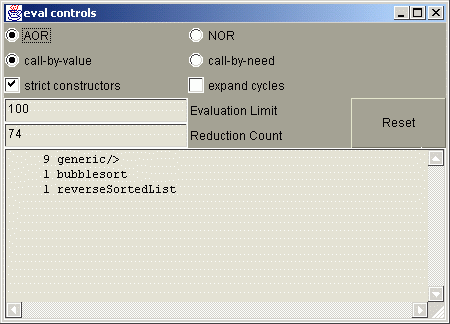 eval controls
AOR NOR
call-by-value call-by-need
strict constructors expand cycles
100 Evaluation Limit
74 Reduction Count
Reset
9 generic/>
1 bubblesort
1 reverseSortedList